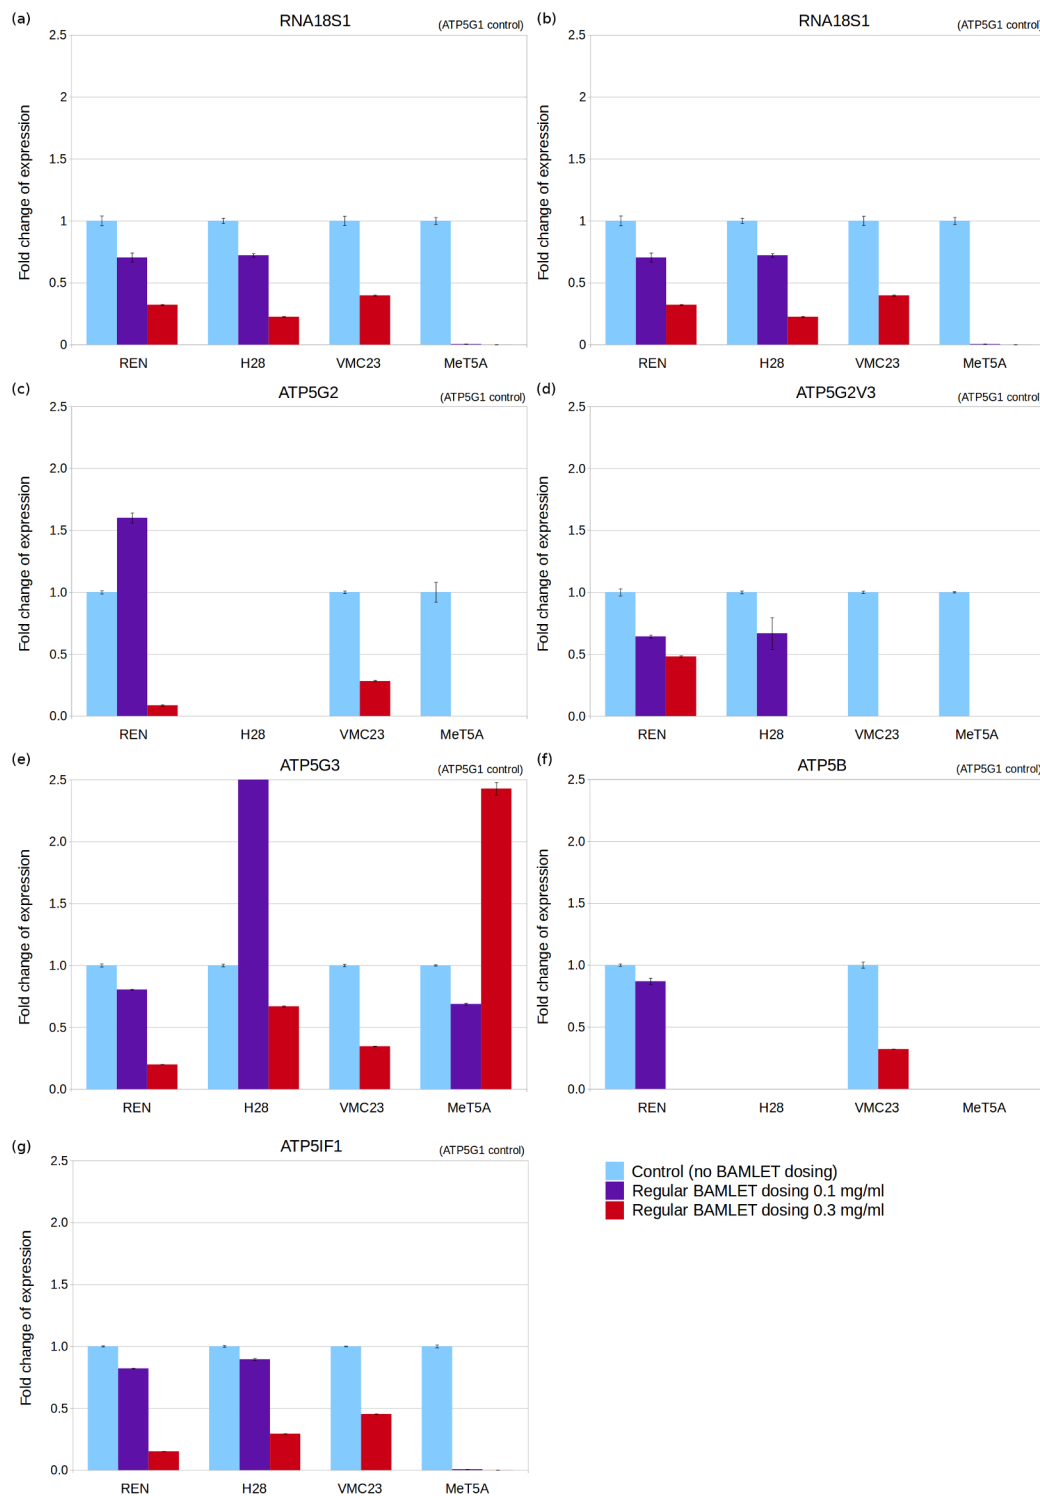 (a) RNA18S1 (ATP5G1 control)
2.5
2
1.5
1
0.5
0
Fold change of expression
REN H28 VMC23 MeT5A
(b) RNA18S1 (ATP5G1 control)
2.5
2
1.5
1
0.5
0
Fold change of expression
REN H28 VMC23 MeT5A
(c) ATP5G2 (ATP5G1 control)
2.5
2.0
1.5
1.0
0.5
0.0
Fold change of expression
REN H28 VMC23 MeT5A
(d) ATP5G2V3 (ATP5G1 control)
2.5
2.0
1.5
1.0
0.5
0.0
Fold change of expression
REN H28 VMC23 MeT5A
(e) ATP5G3 (ATP5G1 control)
2.5
2.0
1.5
1.0
0.5
0.0
Fold change of expression
REN H28 VMC23 MeT5A
(f) ATP5B (ATP5G1 control)
2.5
2.0
1.5
1.0
0.5
0.0
Fold change of expression
REN H28 VMC23 MeT5A
(g) ATP5IF1 (ATP5G1 control)
2.5
2.0
1.5
1.0
0.5
0.0
Fold change of expression
REN H28 VMC23 MeT5A
Control (no BAMLET dosing)
Regular BAMLET dosing 0.1 mg/ml
Regular BAMLET dosing 0.3 mg/ml